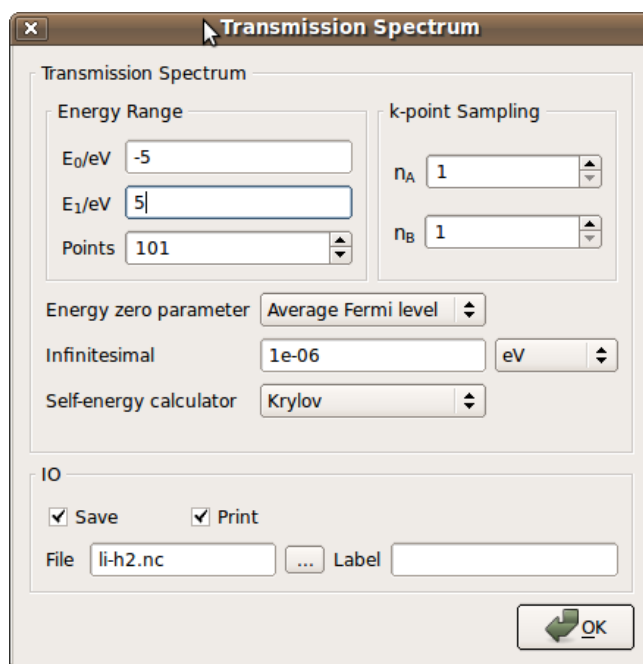 Transmission Spectrum
Transmission Spectrum
Energy Range
E₀/eV -5
E₁/eV 5
Points 101
k-point Sampling
n_A 1
n_B 1
Energy zero parameter Average Fermi level
Infinitesimal 1e-06 eV
Self-energy calculator Krylov
IO
Save Print
File li-h2.nc ... Label
OK